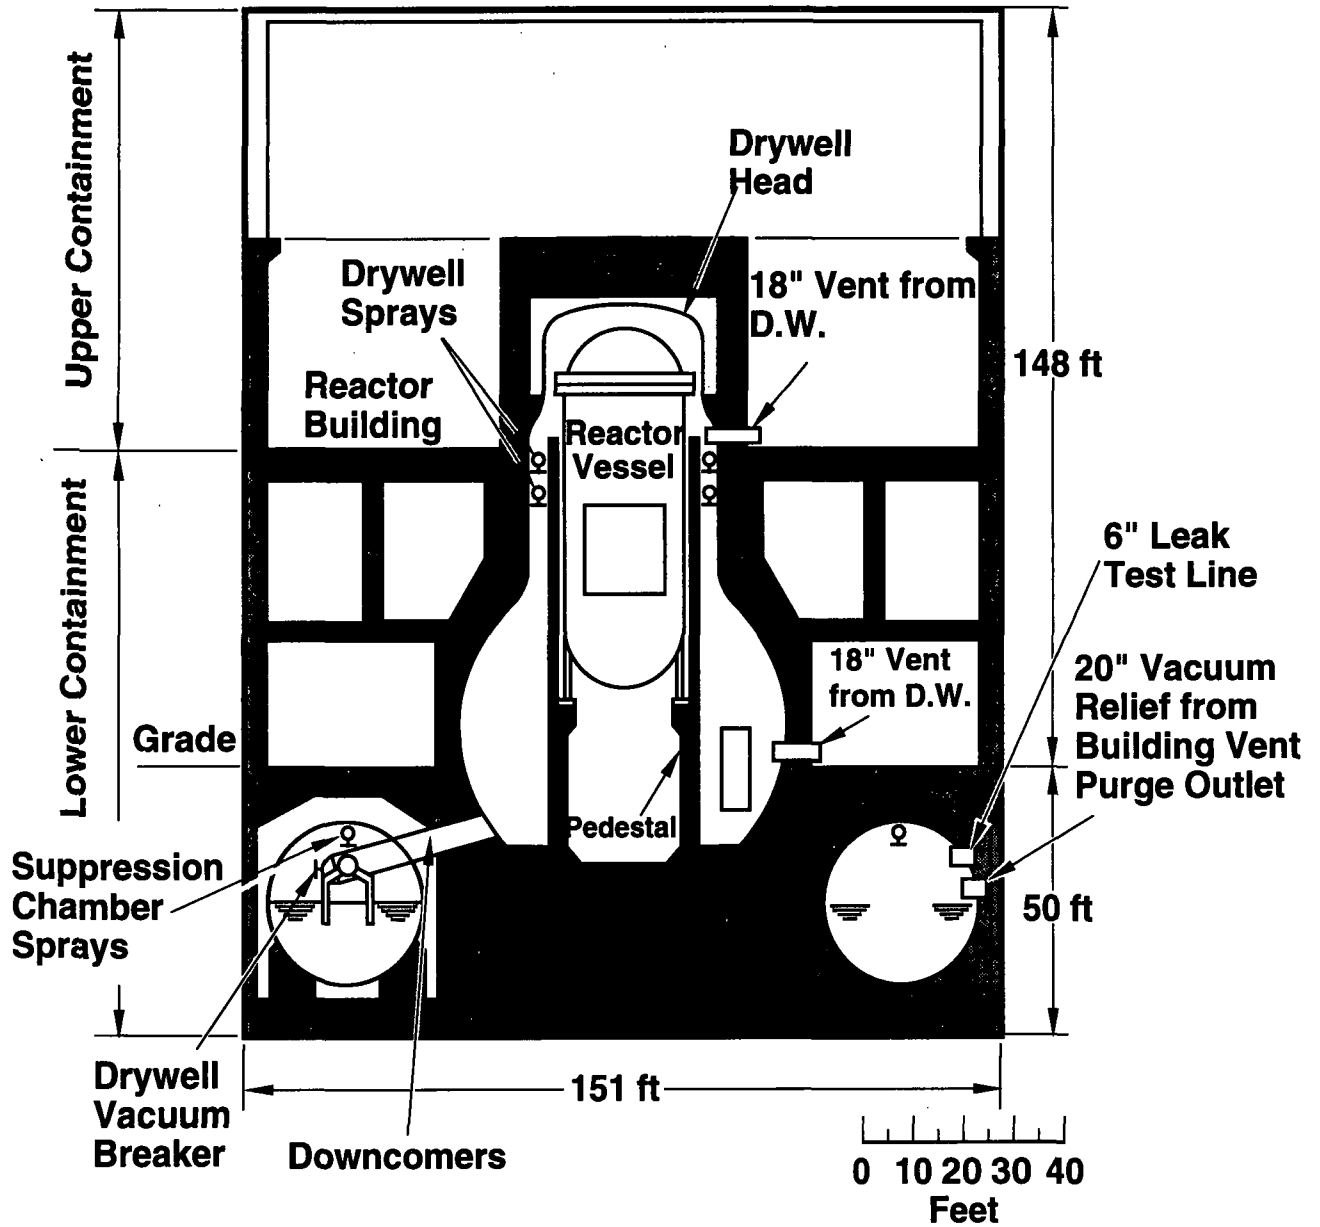 Upper Containment
Lower Containment
Drywell
Head
Drywell
Sprays
18" Vent from
D.W.
Reactor
Building
148 ft
Reactor
Vessel
6" Leak
Test Line
18" Vent
from D.W.
20" Vacuum
Relief from
Building Vent
Purge Outlet
Grade
Pedestal
Suppression
Chamber
Sprays
50 ft
Drywell
Vacuum
Breaker
Downcomers
151 ft
0 10 20 30 40
Feet